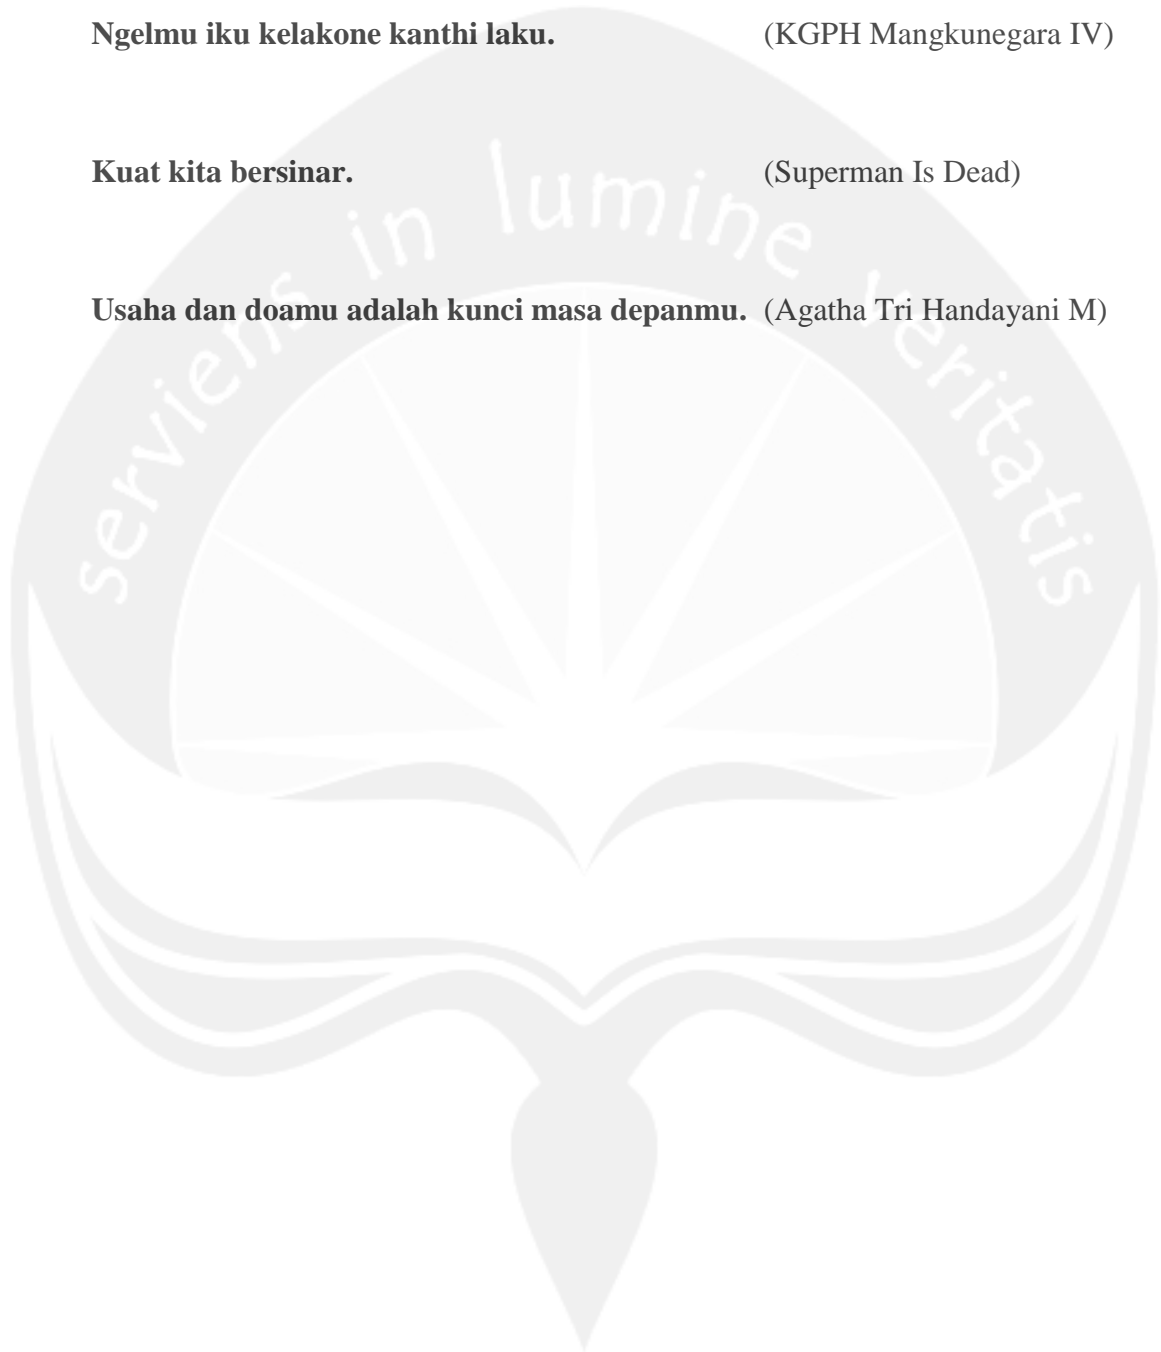 Ngelmu iku kelakone kanthi laku. (KGPH Mangkunegara IV)
Kuat kita bersinar. (Superman Is Dead)
Usaha dan doamu adalah kunci masa depanmu. (Agatha Tri Handayani M)
serviens in lumine veritatis